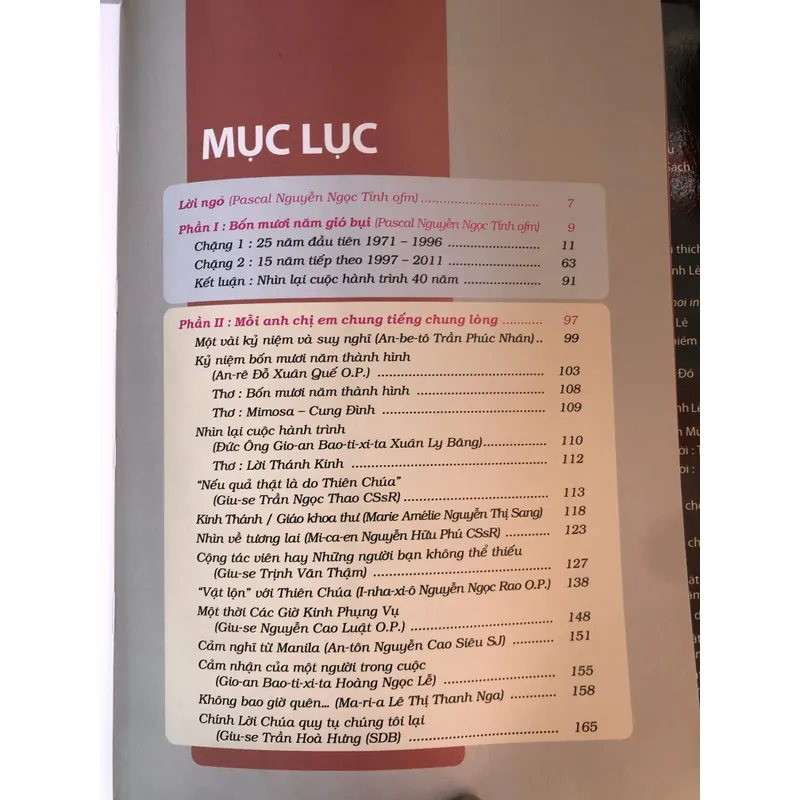 MỤC LỤC
Lời ngỏ (Pascal Nguyễn Ngọc Tỉnh ofm) .............................. 7
Phần I : Bốn mươi năm gió bụi (Pascal Nguyễn Ngọc Tỉnh ofm) 9
Chặng 1 : 25 năm đầu tiên 1971 – 1996 ....................... 11
Chặng 2 : 15 năm tiếp theo 1997 – 2011 ....................... 63
Kết luận : Nhìn lại cuộc hành trình 40 năm .................... 91
Phần II : Mỗi anh chị em chung tiếng chung lòng ........... 97
Một vài kỷ niệm và suy nghĩ (An-be-tô Trần Phúc Nhân) .. 99
Kỷ niệm bốn mươi năm thành hình
(An-rê Đỗ Xuân Quế O.P.) ........................................ 103
Thơ : Bốn mươi năm thành hình ................................ 108
Thơ : Mimosa – Cung Đình ........................................ 109
Nhìn lại cuộc hành trình
(Đức Ông Gio-an Bao-ti-xi-ta Xuân Ly Băng)................ 110
Thơ : Lời Thánh Kinh ................................................ 112
“Nếu quả thật là do Thiên Chúa”
(Giu-se Trần Ngọc Thao CSsR) ..................................... 113
Kinh Thánh / Giáo khoa thư (Marie Amélie Nguyễn Thị Sang) 118
Nhìn về tương lai (Mi-ca-en Nguyễn Hữu Phú CSsR) ............ 123
Cộng tác viên hay Những người bạn không thể thiếu
(Giu-se Trịnh Văn Thậm) ............................................ 127
“Vật lộn” với Thiên Chúa (I-nha-xi-ô Nguyễn Ngọc Rao O.P.) 138
Một thời Các Giờ Kinh Phụng Vụ
(Giu-se Nguyễn Cao Luật O.P.) .................................... 148
Cảm nghĩ từ Manila (An-tôn Nguyễn Cao Siêu SJ) ........... 151
Cảm nhận của một người trong cuộc
(Gio-an Bao-ti-xi-ta Hoàng Ngọc Lễ) ............................ 155
Không bao giờ quên... (Ma-ri-a Lê Thị Thanh Nga) ............ 158
Chính Lời Chúa quy tụ chúng tôi lại
(Giu-se Trần Hoà Hưng (SDB) ...................................... 165